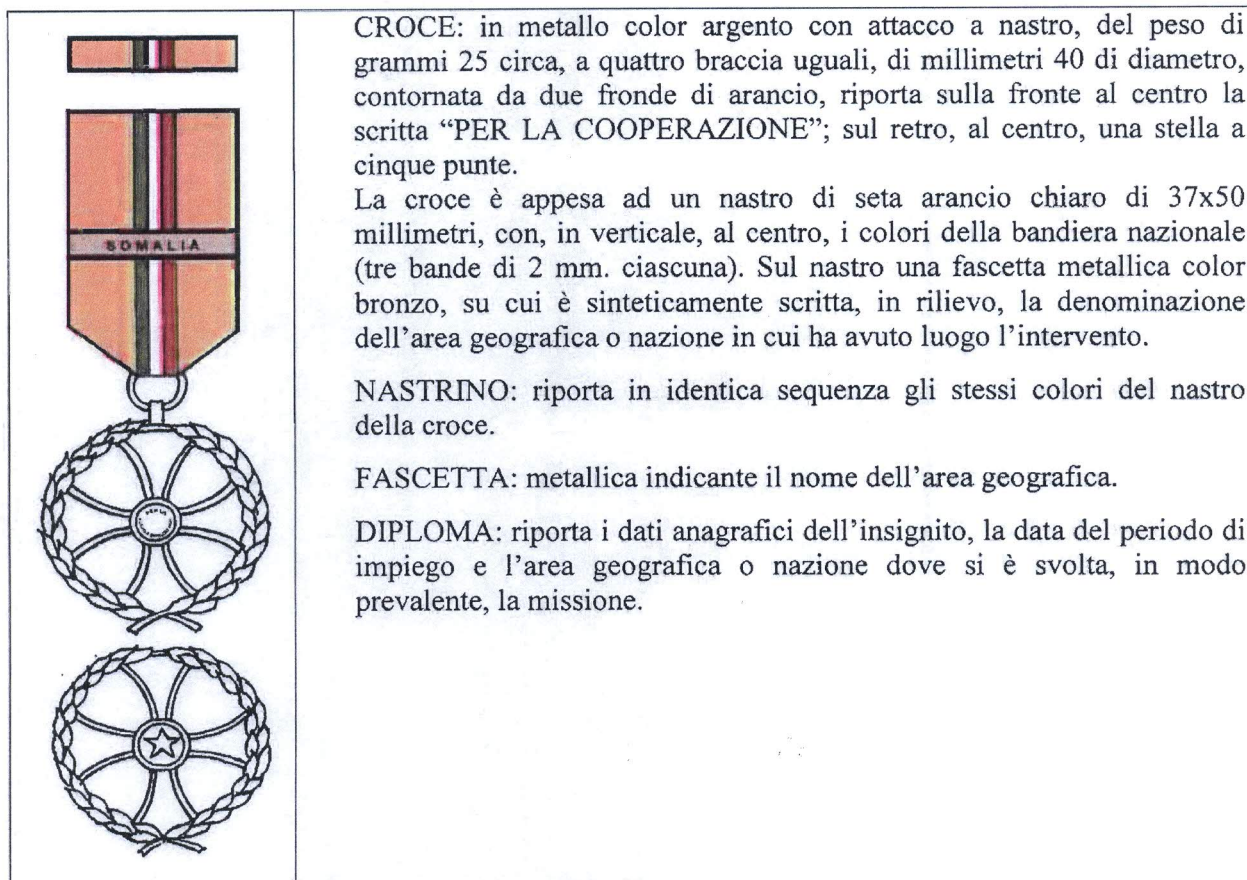 SOMALIA
PER LA
CROCE: in metallo color argento con attacco a nastro, del peso di
grammi 25 circa, a quattro braccia uguali, di millimetri 40 di diametro,
contornata da due fronde di arancio, riporta sulla fronte al centro la
scritta “PER LA COOPERAZIONE”; sul retro, al centro, una stella a
cinque punte.
La croce è appesa ad un nastro di seta arancio chiaro di 37x50
millimetri, con, in verticale, al centro, i colori della bandiera nazionale
(tre bande di 2 mm. ciascuna). Sul nastro una fascetta metallica color
bronzo, su cui è sinteticamente scritta, in rilievo, la denominazione
dell’area geografica o nazione in cui ha avuto luogo l’intervento.
NASTRINO: riporta in identica sequenza gli stessi colori del nastro
della croce.
FASCETTA: metallica indicante il nome dell’area geografica.
DIPLOMA: riporta i dati anagrafici dell’insignito, la data del periodo di
impiego e l’area geografica o nazione dove si è svolta, in modo
prevalente, la missione.